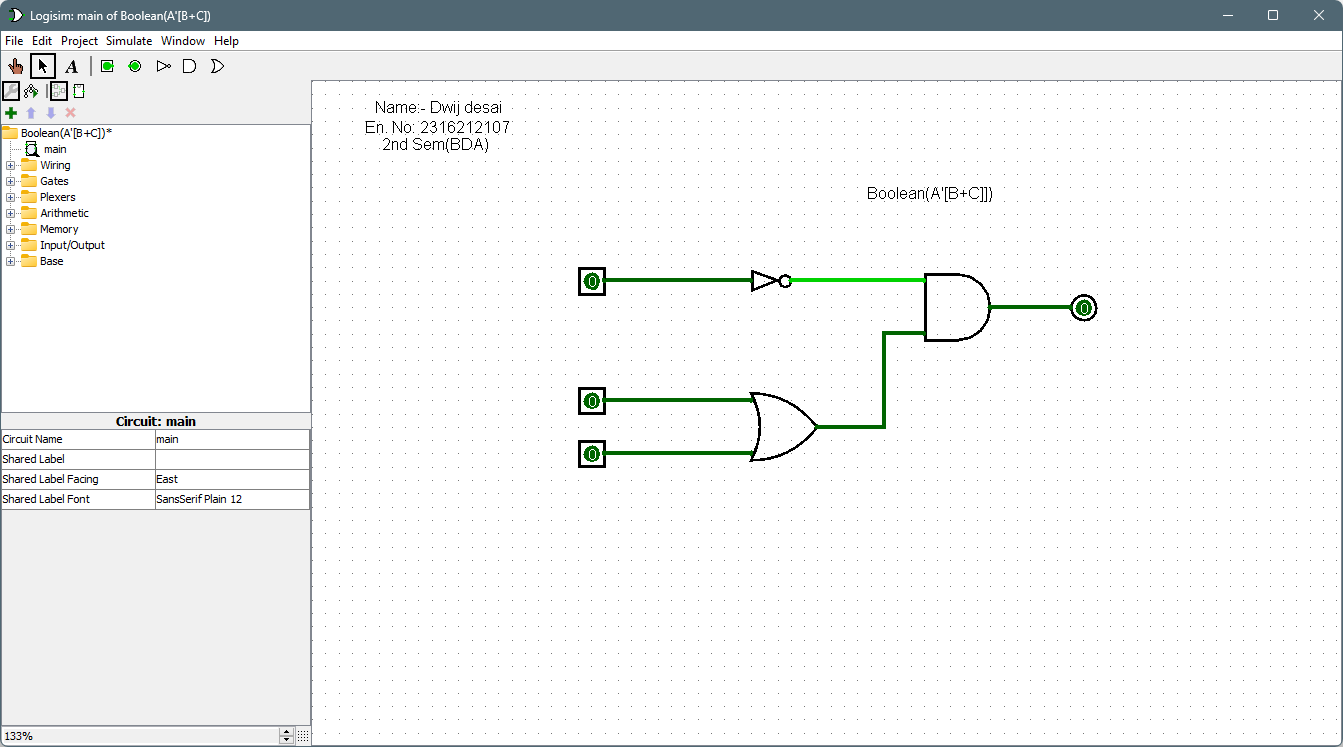 Logisim: main of Boolean(A'[B+C])
File Edit Project Simulate Window Help
A
Boolean(A'[B+C])*
main
Wiring
Gates
Plexers
Arithmetic
Memory
Input/Output
Base
Circuit: main
Circuit Name main
Shared Label
Shared Label Facing East
Shared Label Font SansSerif Plain 12
133%
Name:- Dwij desai
En. No: 2316212107
2nd Sem(BDA)
Boolean(A'[B+C]])
0
0
0
0